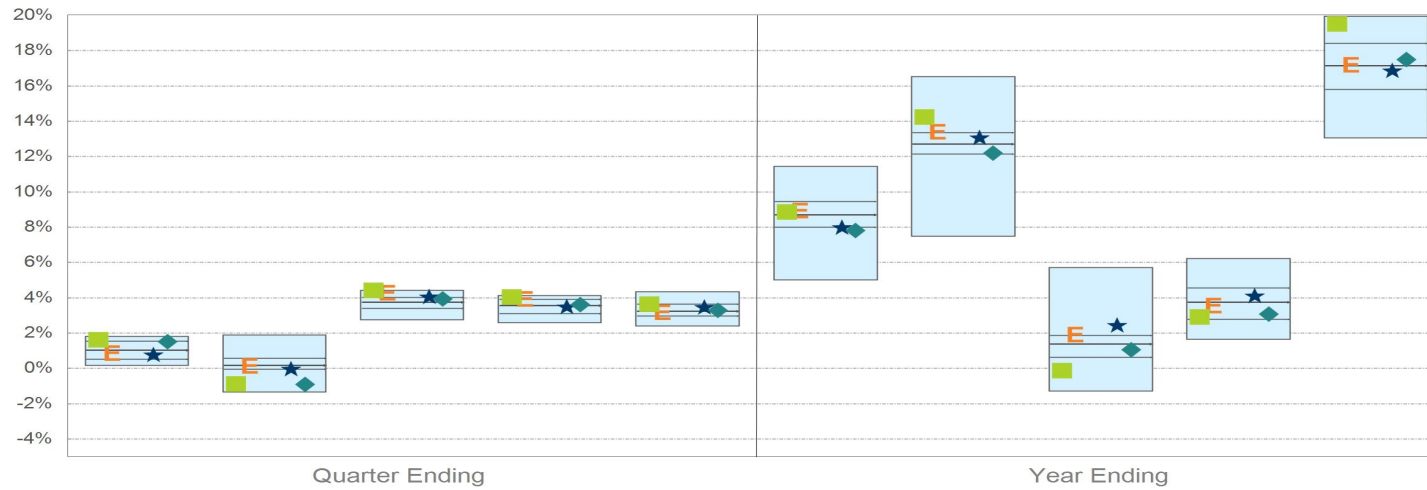 20%
18%
16%
14%
12%
10%
8%
6%
4%
2%
0%
-2%
-4%
E
E
E
E
E
E
E
E
E
E
Quarter Ending
Year Ending